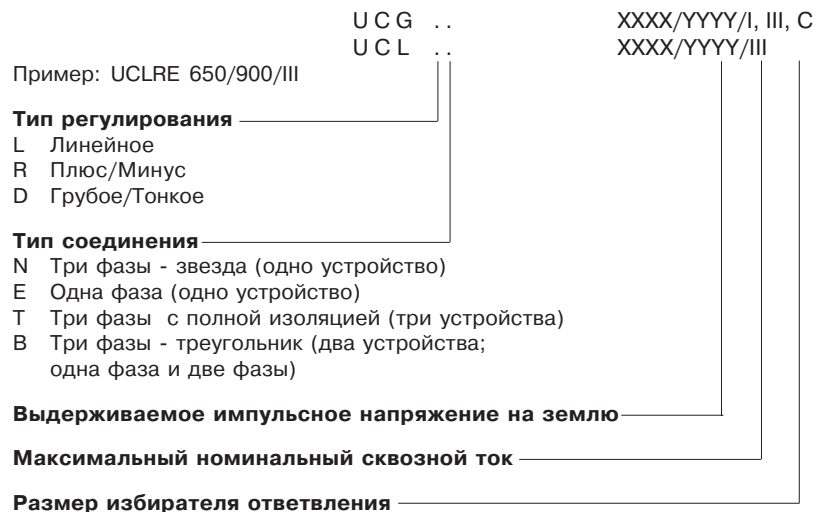 UCG .. XXXX/YYYY/I, III, C
UCL .. XXXX/YYYY/III
Пример: UCLRE 650/900/III
Тип регулирования
L Линейное
R Плюс/Минус
D Грубое/Тонкое
Тип соединения
N Три фазы - звезда (одно устройство)
E Одна фаза (одно устройство)
T Три фазы с полной изоляцией (три устройства)
B Три фазы - треугольник (два устройства;
одна фаза и две фазы)
Выдерживаемое импульсное напряжение на землю
Максимальный номинальный сквозной ток
Размер избирателя ответвления